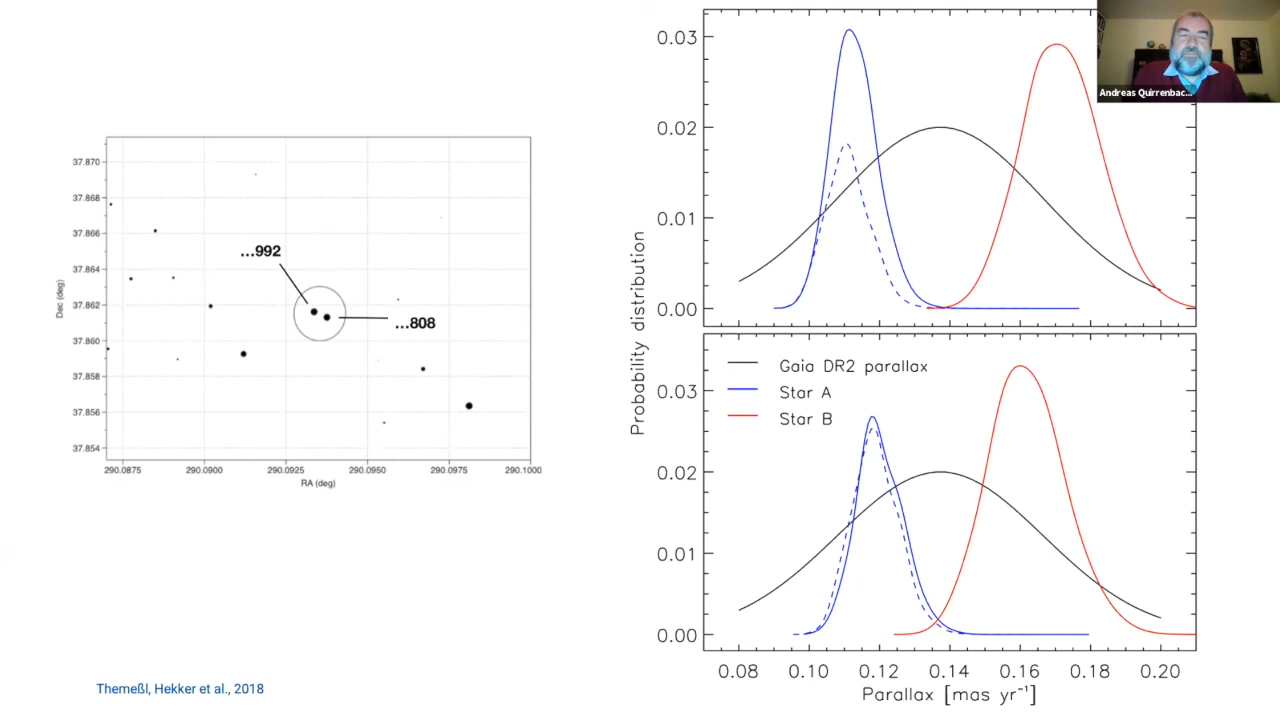 Andreas Quirrenbac...
37.870
37.868
37.866
37.864
37.862
37.860
37.858
37.856
37.854
Dec (deg)
...992
...808
290.0875 290.0900 290.0925 290.0950 290.0975 290.1000
RA (deg)
0.03
0.02
0.01
0.00
Probability distribution
Gaia DR2 parallax
Star A
Star B
0.03
0.02
0.01
0.00
0.08 0.10 0.12 0.14 0.16 0.18 0.20
Parallax [mas yr⁻¹]
Themeßl, Hekker et al., 2018